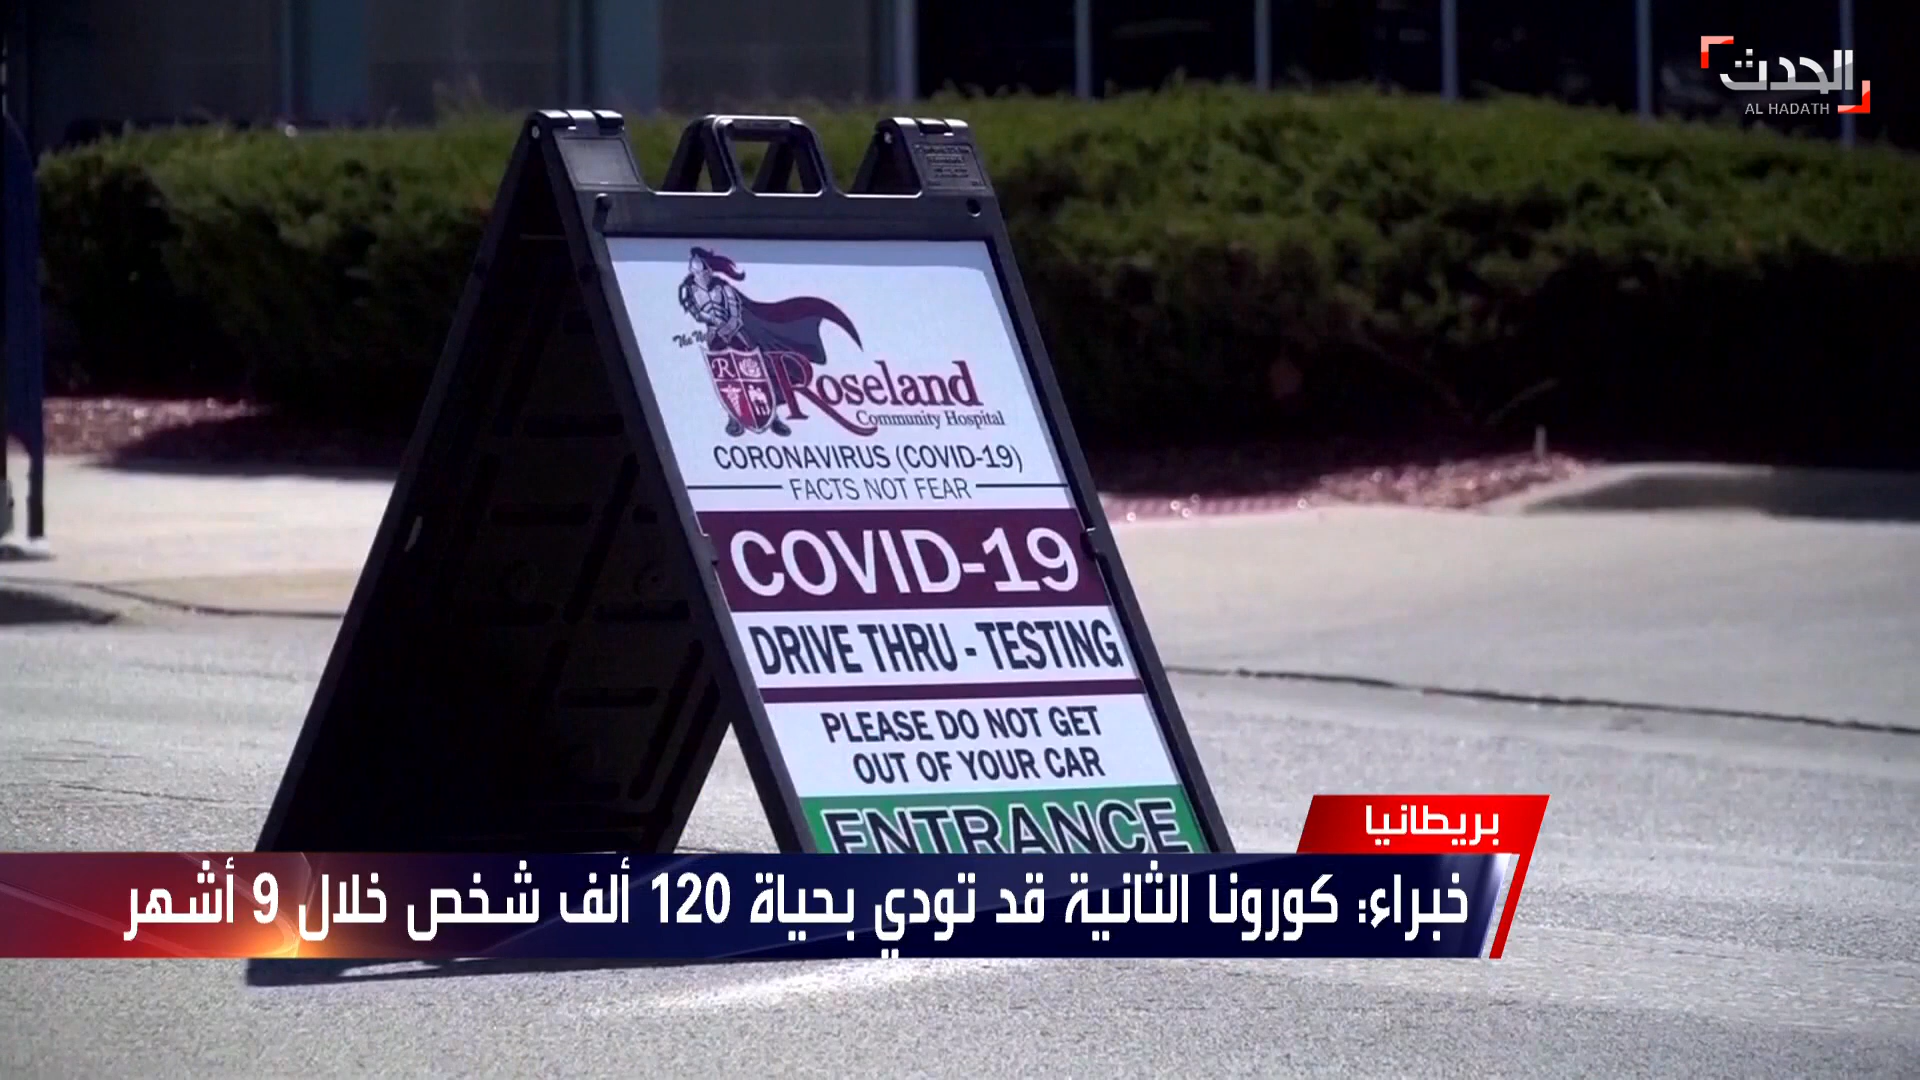 الحدث
AL HADATH
Roseland
Community Hospital
CORONAVIRUS (COVID-19)
FACTS NOT FEAR
COVID-19
DRIVE THRU - TESTING
PLEASE DO NOT GET
OUT OF YOUR CAR
ENTRANCE
بريطانيا
خبراء: كورونا الثانية قد تودي بحياة 120 ألف شخص خلال 9 أشهر